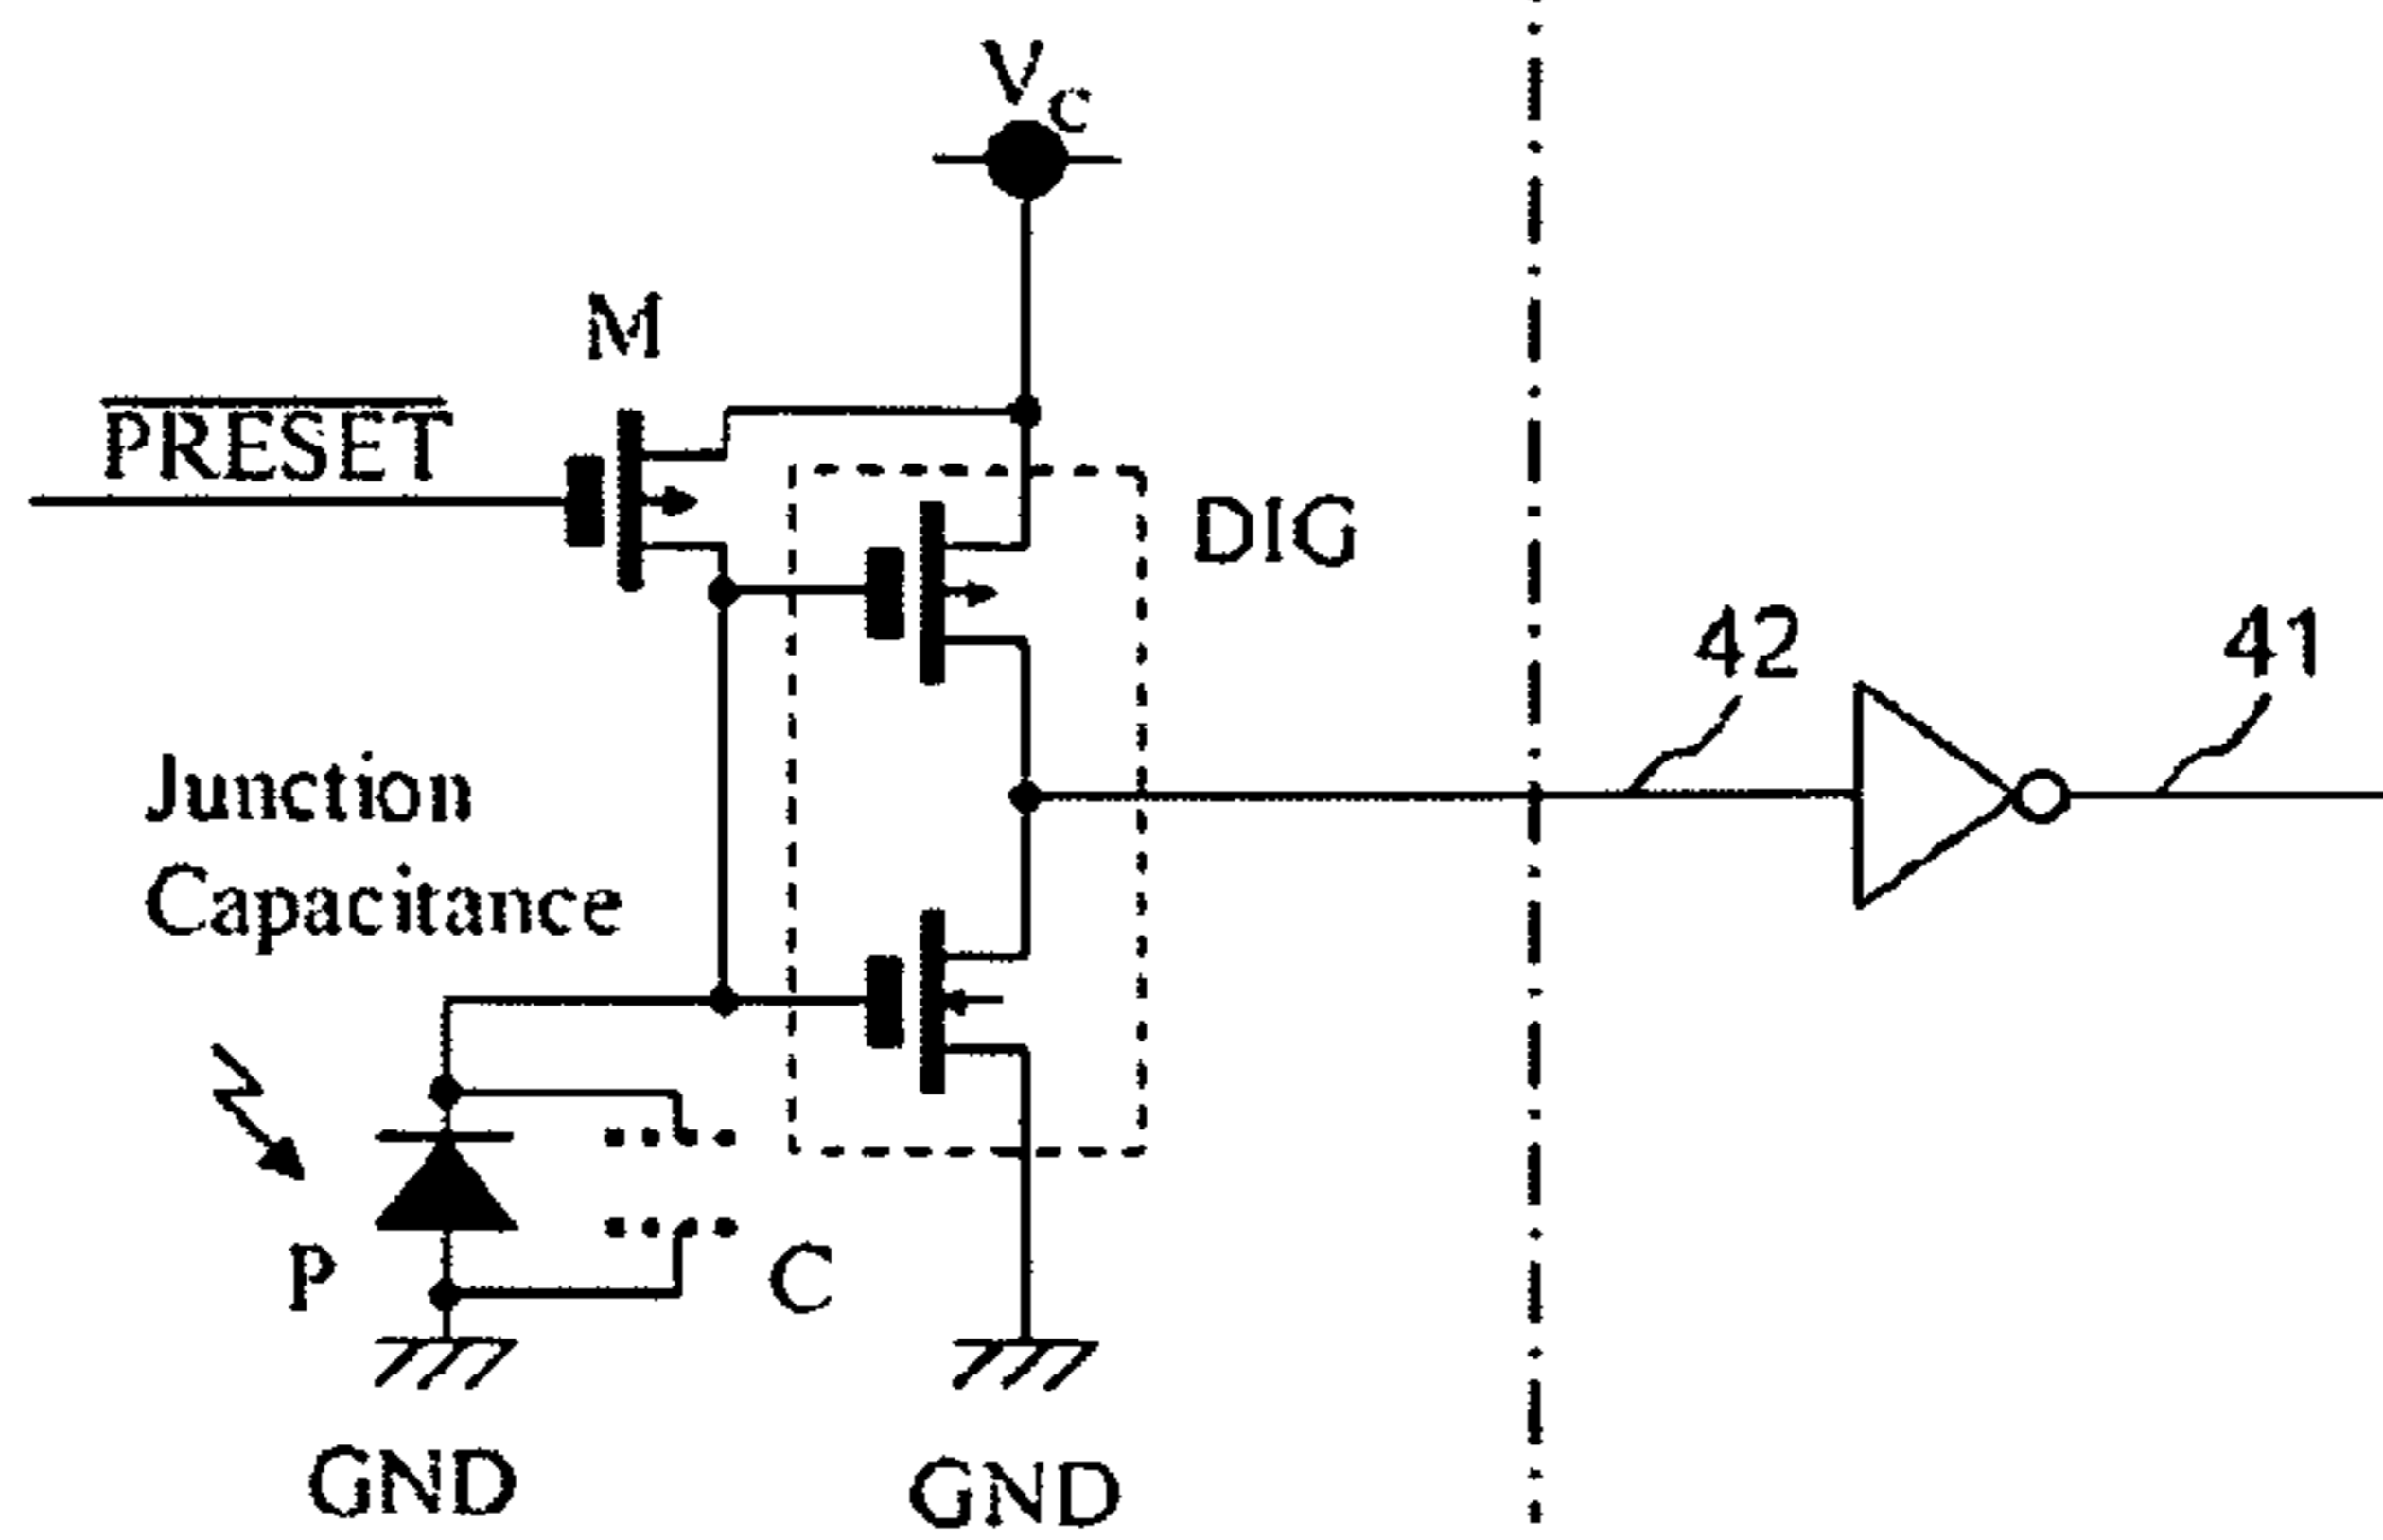 VC
M
PRESET
DIG
42
41
Junction
Capacitance
P
C
GND
GND